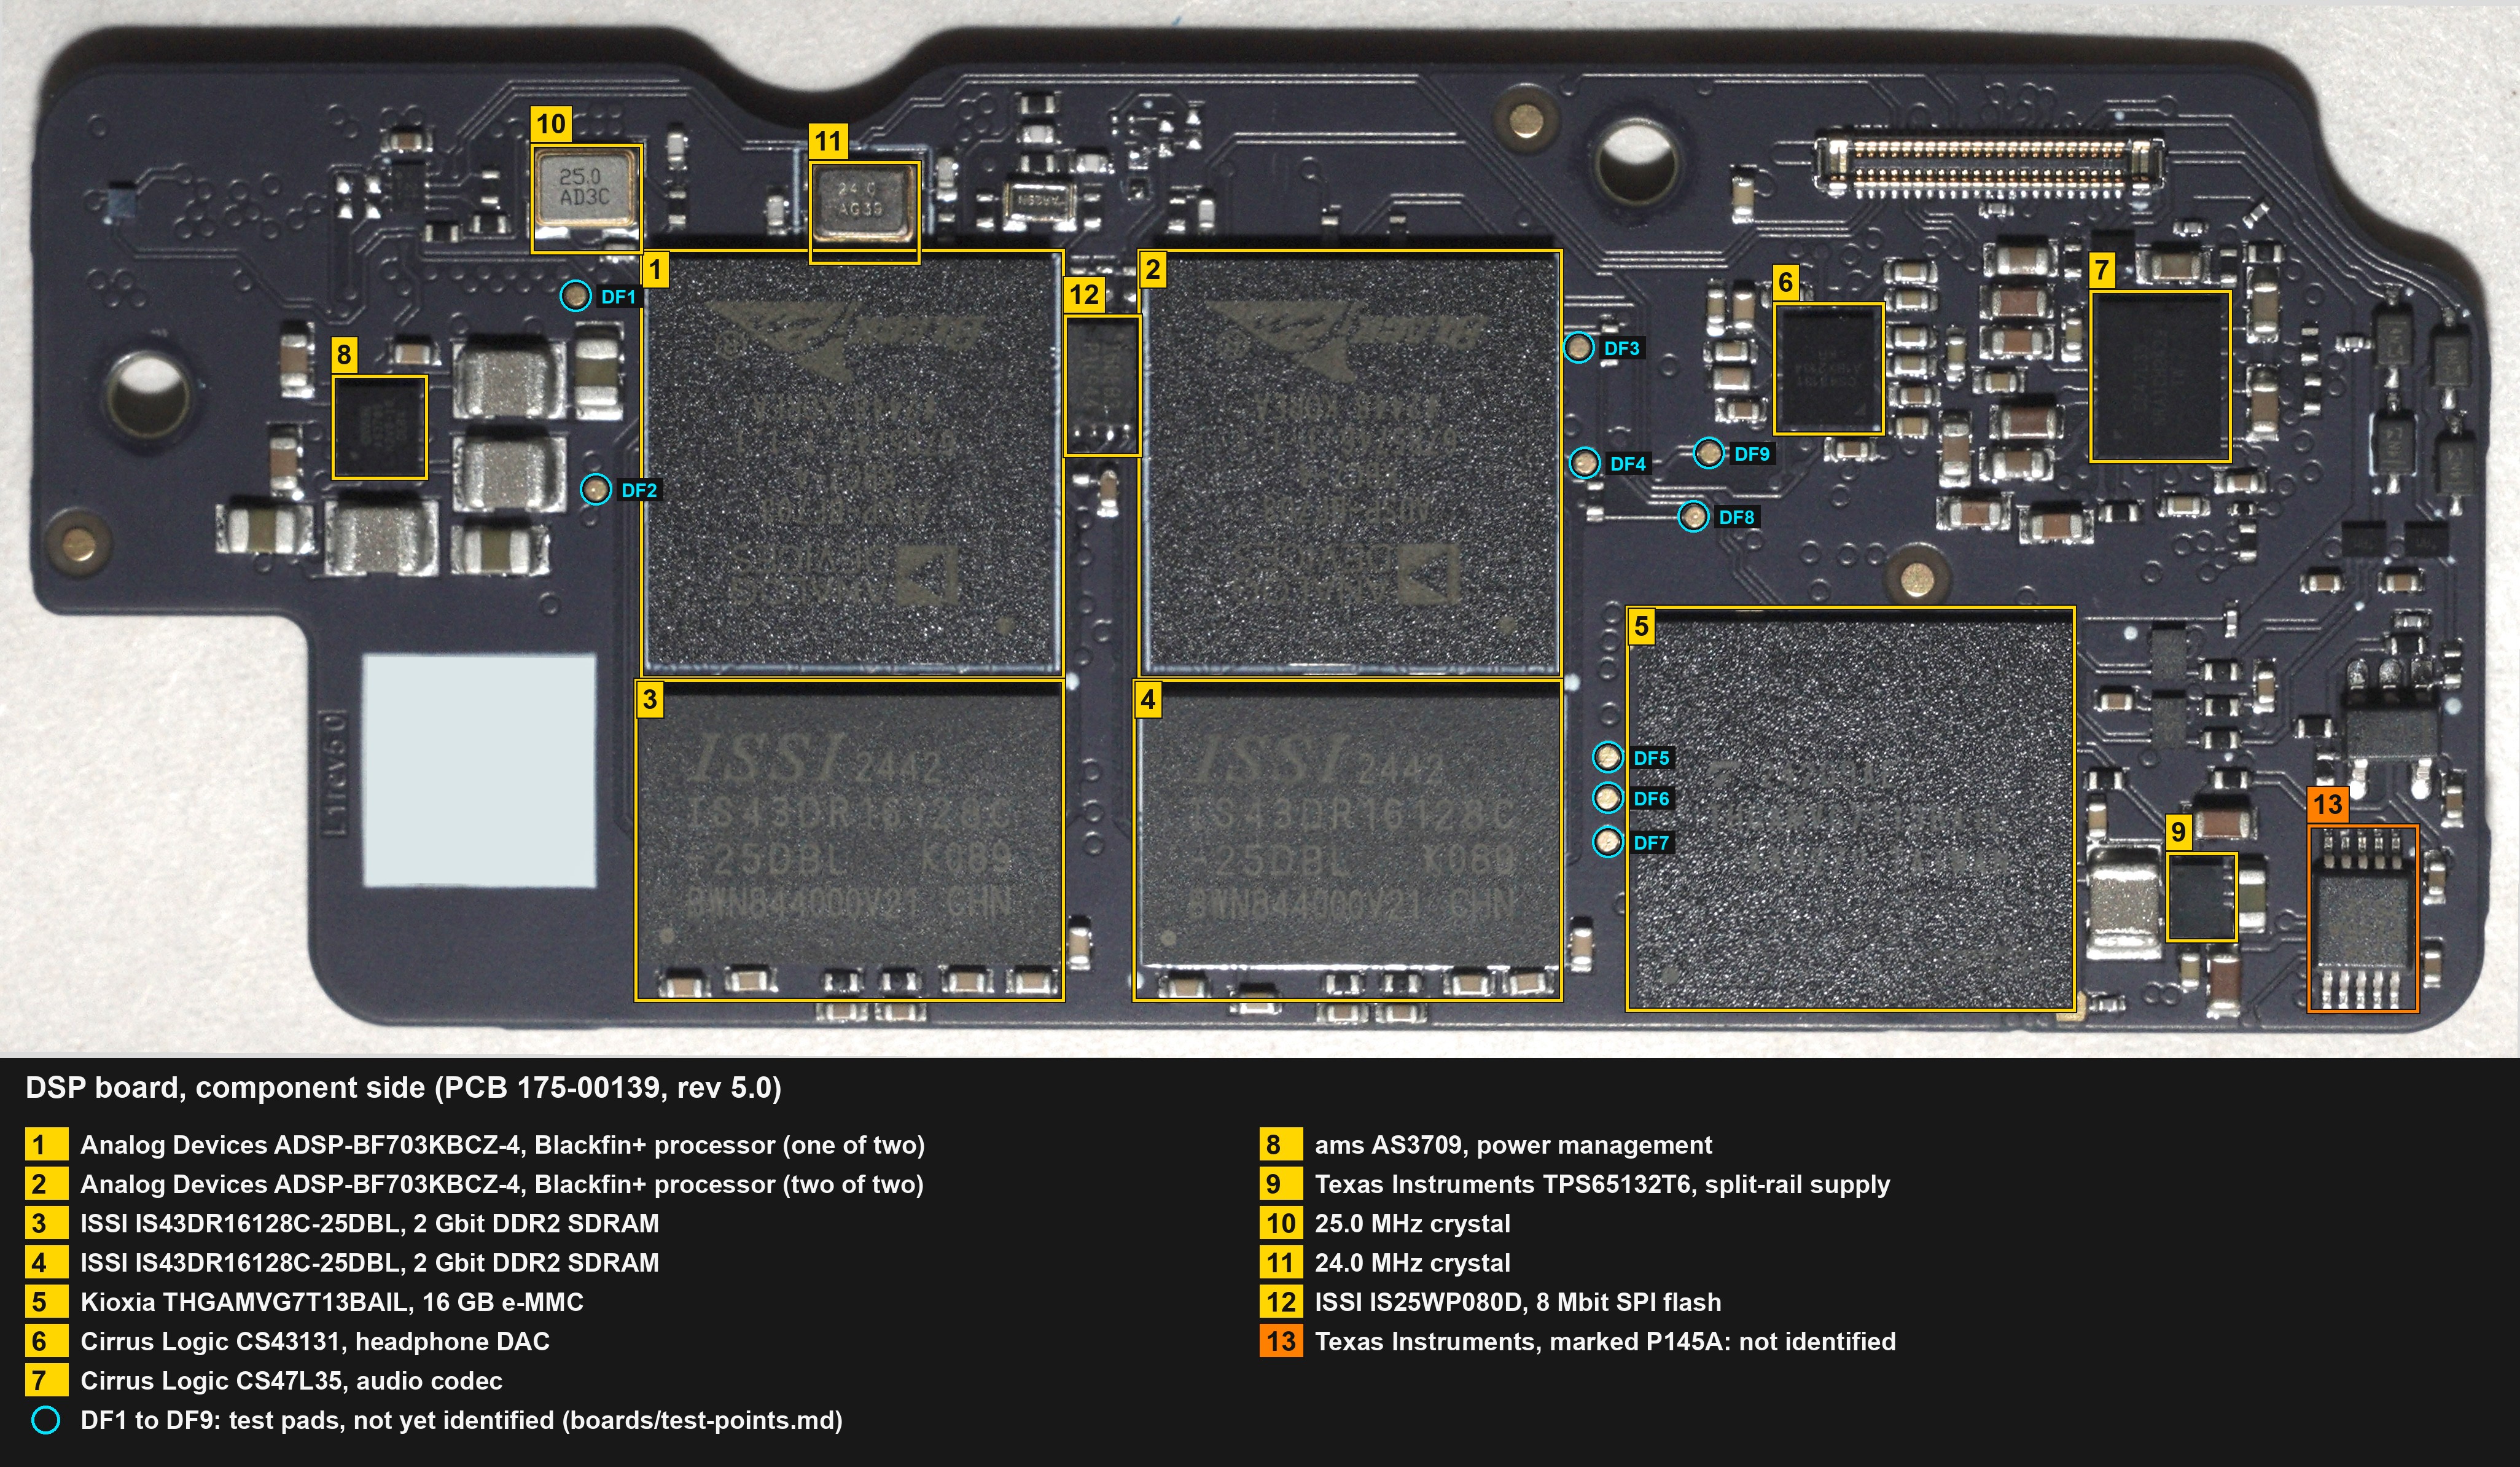 10
25.0
AD3C
11
24.0
AG39
1
12
2
6
7
DF1
DF3
8
DF2
DF4
DF9
DF8
5
3
ISSI 2442
IS43DR16128C
-25DBL
BWN844000V21 CHN
4
ISSI 2442
IS43DR16128C
-25DBL
BWN844000V21 CHN
L1rev5.0
DF5
DF6
DF7
9
13
DSP board, component side (PCB 175-00139, rev 5.0)
1 Analog Devices ADSP-BF703KBCZ-4, Blackfin+ processor (one of two)
2 Analog Devices ADSP-BF703KBCZ-4, Blackfin+ processor (two of two)
3 ISSI IS43DR16128C-25DBL, 2 Gbit DDR2 SDRAM
4 ISSI IS43DR16128C-25DBL, 2 Gbit DDR2 SDRAM
5 Kioxia THGAMVG7T13BAIL, 16 GB e-MMC
6 Cirrus Logic CS43131, headphone DAC
7 Cirrus Logic CS47L35, audio codec
DF1 to DF9: test pads, not yet identified (boards/test-points.md)
8 ams AS3709, power management
9 Texas Instruments TPS65132T6, split-rail supply
10 25.0 MHz crystal
11 24.0 MHz crystal
12 ISSI IS25WP080D, 8 Mbit SPI flash
13 Texas Instruments, marked P145A: not identified